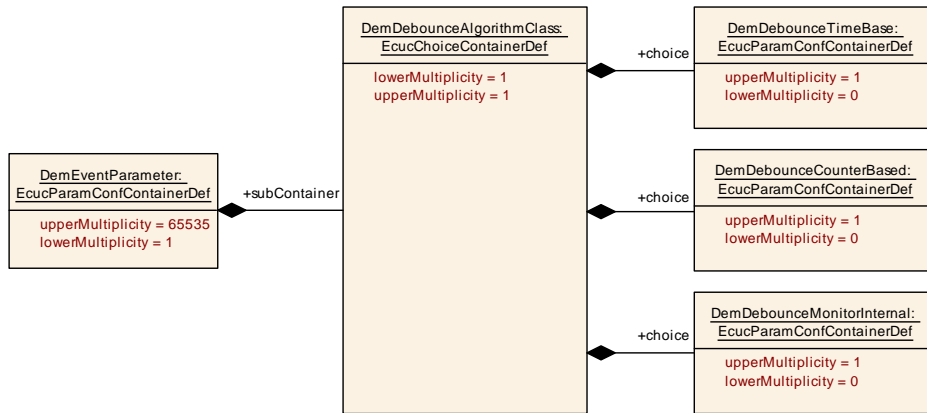 DemDebounceAlgorithmClass:
EcucChoiceContainerDef
lowerMultiplicity = 1
upperMultiplicity = 1
DemEventParameter:
EcucParamConfContainerDef
upperMultiplicity = 65535
lowerMultiplicity = 1
+subContainer
+choice
DemDebounceTimeBase:
EcucParamConfContainerDef
upperMultiplicity = 1
lowerMultiplicity = 0
+choice
DemDebounceCounterBased:
EcucParamConfContainerDef
upperMultiplicity = 1
lowerMultiplicity = 0
+choice
DemDebounceMonitorInternal:
EcucParamConfContainerDef
upperMultiplicity = 1
lowerMultiplicity = 0